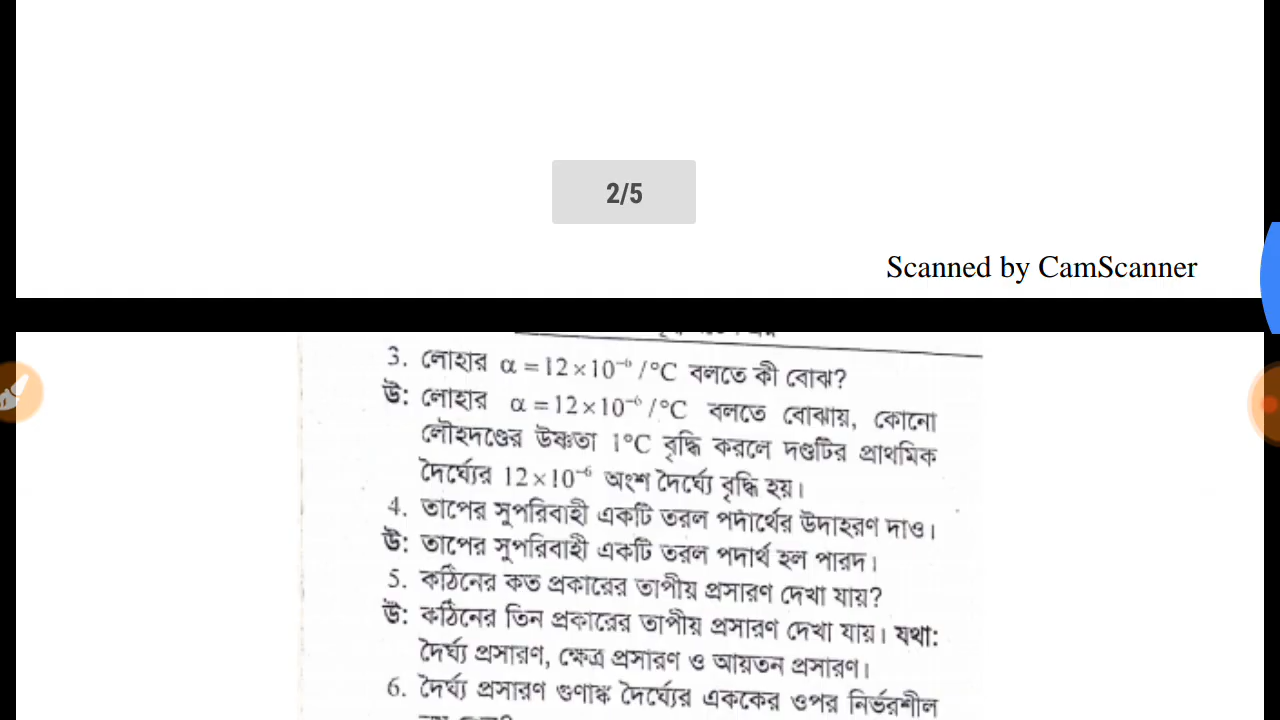 2/5
Scanned by CamScanner
3. লোহার α = 12 × 10⁻⁶ / °C বলতে কী বোঝ?
উ: লোহার α = 12 × 10⁻⁶ / °C বলতে বোঝায়, কোনো
লৌহদণ্ডের উষ্ণতা 1°C বৃদ্ধি করলে দণ্ডটির প্রাথমিক
দৈর্ঘ্যের 12 × 10⁻⁶ অংশ দৈর্ঘ্যে বৃদ্ধি হয়।
4. তাপের সুপরিবাহী একটি তরল পদার্থের উদাহরণ দাও।
উ: তাপের সুপরিবাহী একটি তরল পদার্থ হল পারদ।
5. কঠিনের কত প্রকারের তাপীয় প্রসারণ দেখা যায়?
উ: কঠিনের তিন প্রকারের তাপীয় প্রসারণ দেখা যায়। যথা:
দৈর্ঘ্য প্রসারণ, ক্ষেত্র প্রসারণ ও আয়তন প্রসারণ।
6. দৈর্ঘ্য প্রসারণ গুণাঙ্ক দৈর্ঘ্যের এককের ওপর নির্ভরশীল